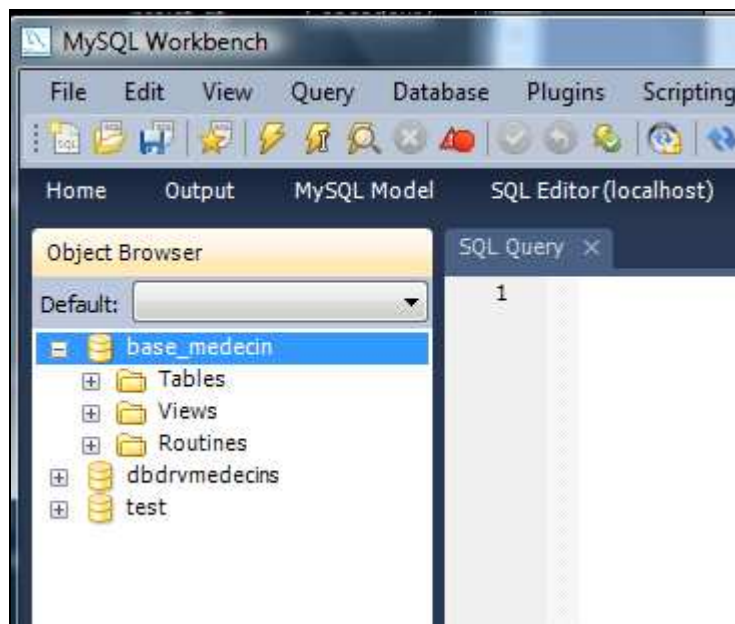 MySQL Workbench
File Edit View Query Database Plugins Scripting
Home Output MySQL Model SQL Editor (localhost)
Object Browser
SQL Query
Default:
1
base_medecin
Tables
Views
Routines
dbdrvmedecins
test